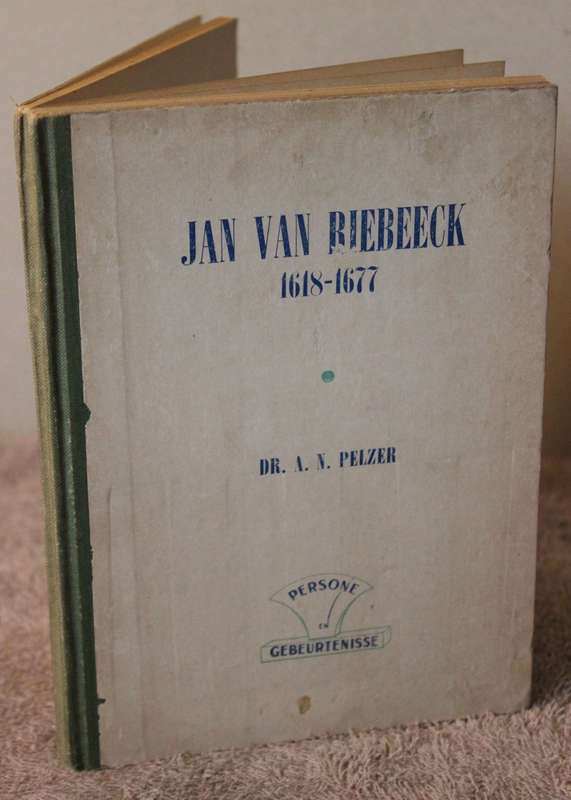 JAN VAN RIEBEECK
1618-1677
DR. A. N. PELZER
PERSONE
EN
GEBEURTENISSE